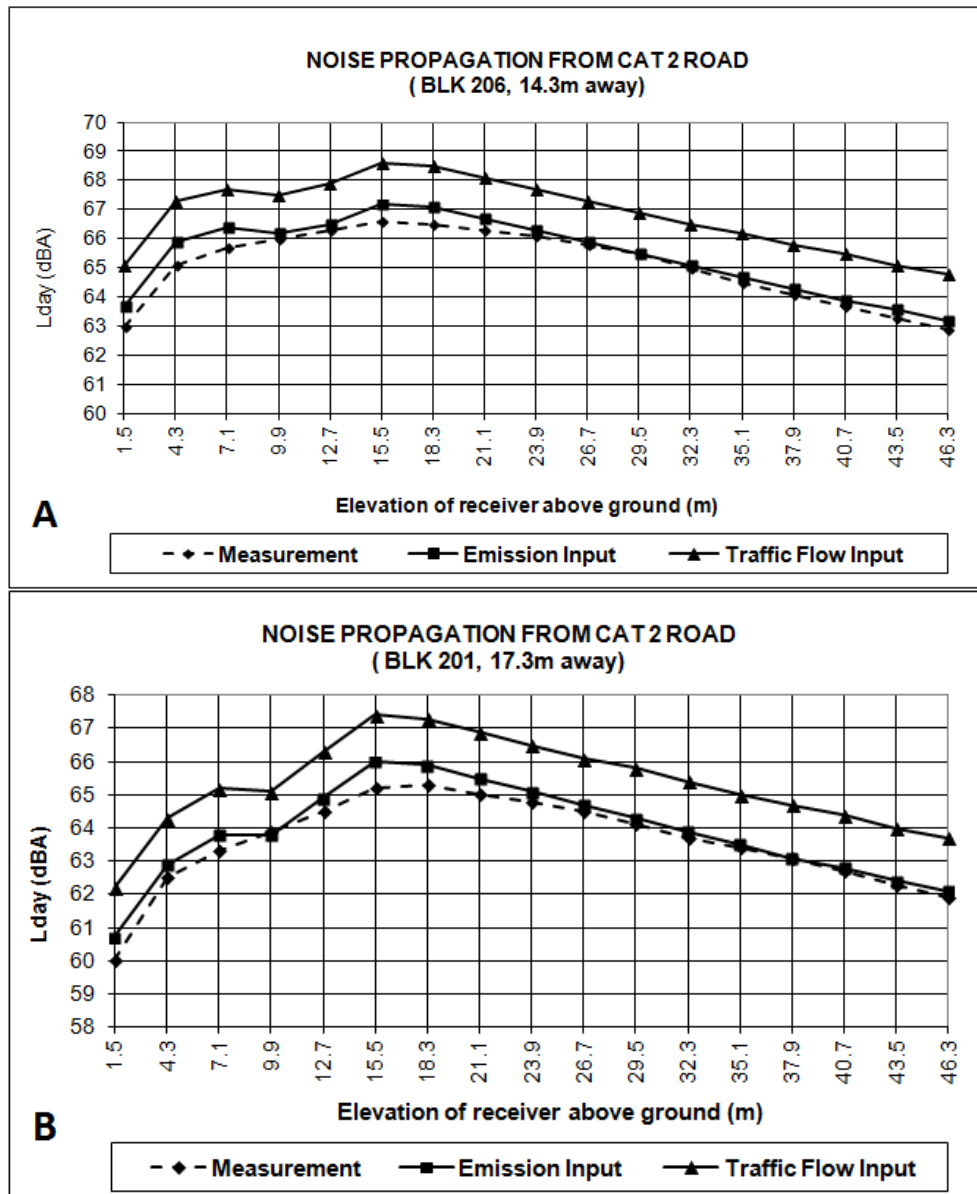 NOISE PROPAGATION FROM CAT 2 ROAD
( BLK 206, 14.3m away)
70
69
68
67
66
65
64
63
62
61
60
Lday (dBA)
1.5 4.3 7.1 9.9 12.7 15.5 18.3 21.1 23.9 26.7 29.5 32.3 35.1 37.9 40.7 43.5 46.3
Elevation of receiver above ground (m)
A
Measurement Emission Input Traffic Flow Input
NOISE PROPAGATION FROM CAT 2 ROAD
( BLK 201, 17.3m away)
68
67
66
65
64
63
62
61
60
59
58
Lday (dBA)
1.5 4.3 7.1 9.9 12.7 15.5 18.3 21.1 23.9 26.7 29.5 32.3 35.1 37.9 40.7 43.5 46.3
Elevation of receiver above ground (m)
B
Measurement Emission Input Traffic Flow Input